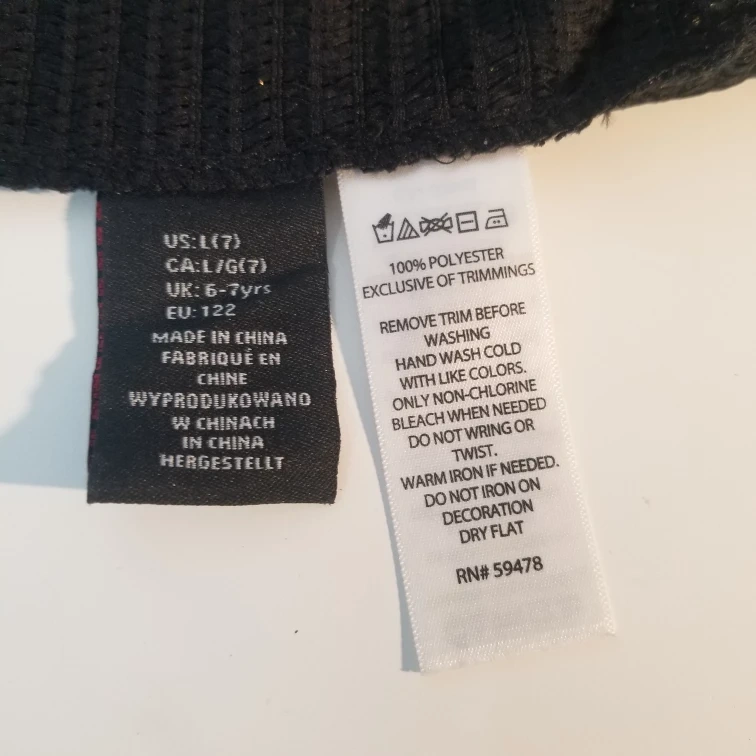 US: L(7)
CA: L/G(7)
UK: 6-7yrs
EU: 122
MADE IN CHINA
FABRIQUÉ EN
CHINE
WYPRODUKOWANO
W CHINACH
IN CHINA
HERGESTELLT
100% POLYESTER
EXCLUSIVE OF TRIMMINGS
REMOVE TRIM BEFORE
WASHING
HAND WASH COLD
WITH LIKE COLORS.
ONLY NON-CHLORINE
BLEACH WHEN NEEDED
DO NOT WRING OR
TWIST.
WARM IRON IF NEEDED.
DO NOT IRON ON
DECORATION
DRY FLAT
RN# 59478